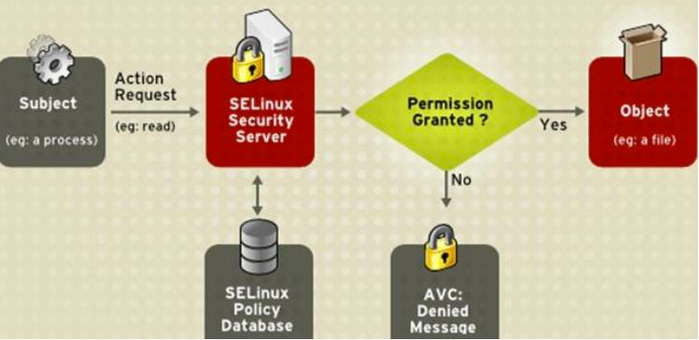 Subject
(eg: a process)
Action
Request
(eg: read)
SELinux
Security
Server
Permission
Granted ?
Yes
Object
(eg: a file)
No
SELinux
Policy
Database
AVC:
Denied
Message